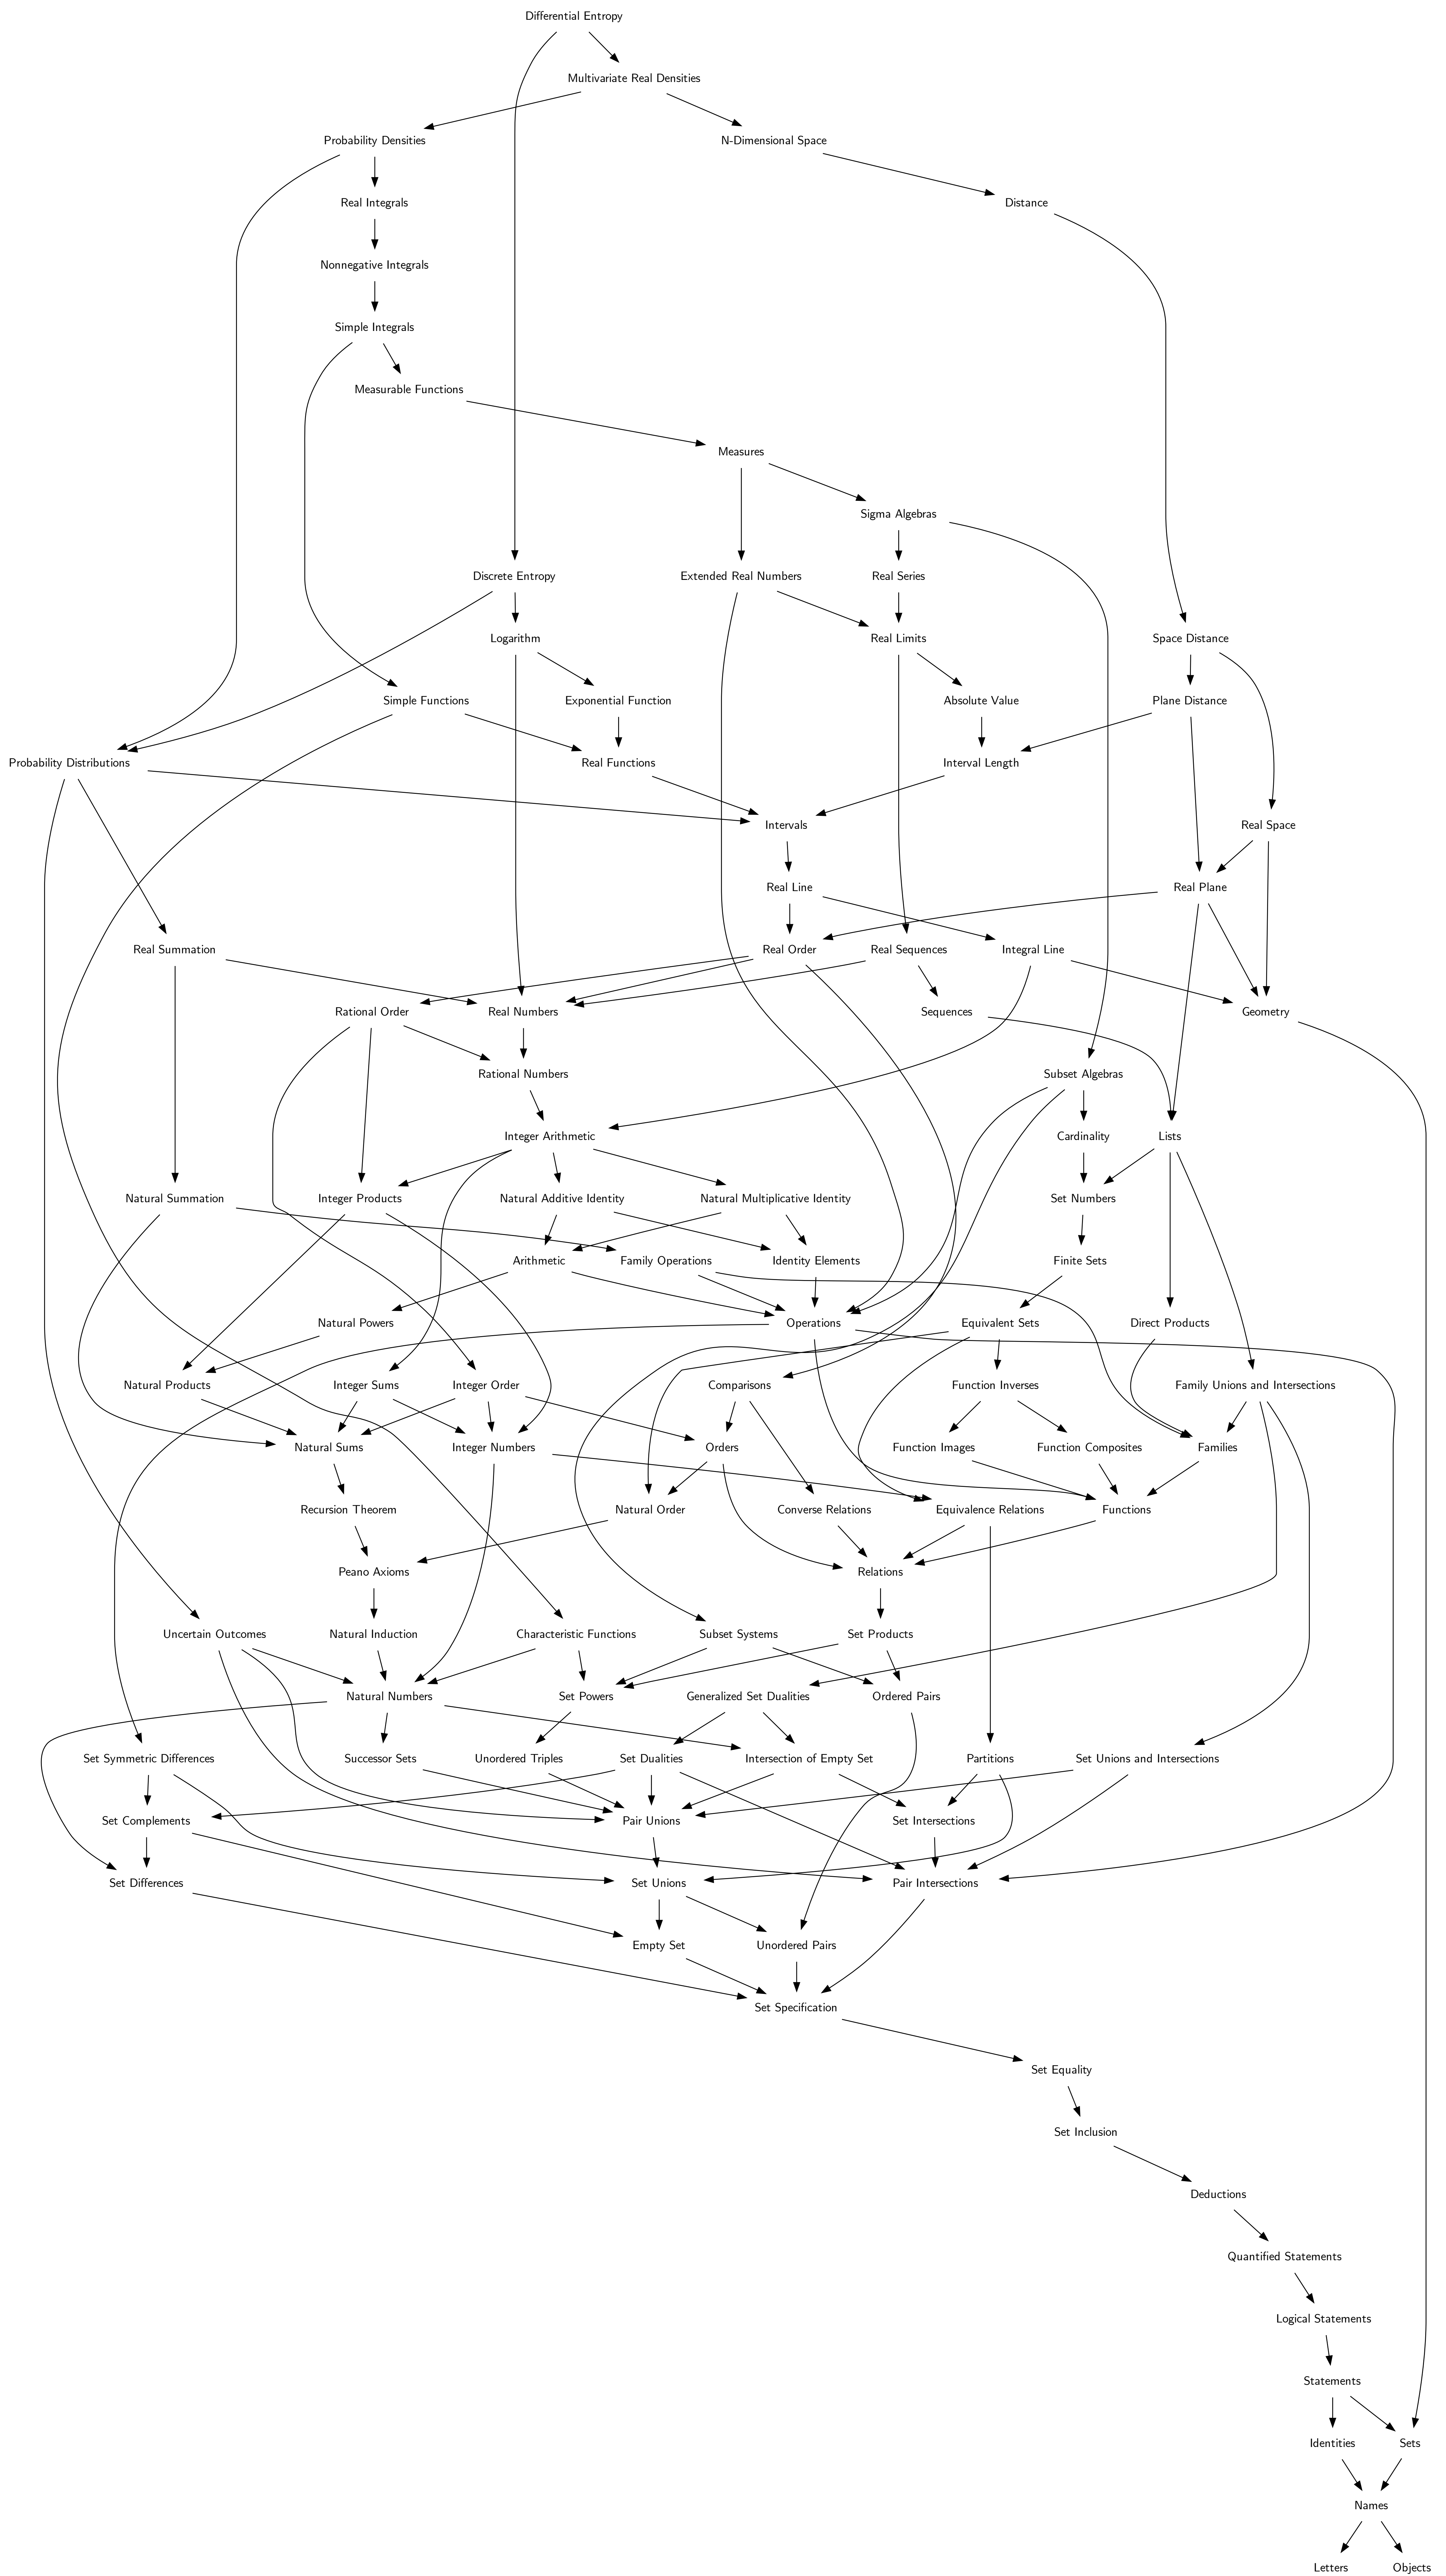 Differential Entropy
Multivariate Real Densities
Probability Densities
N-Dimensional Space
Real Integrals
Distance
Nonnegative Integrals
Simple Integrals
Measurable Functions
Measures
Sigma Algebras
Discrete Entropy
Extended Real Numbers
Real Series
Logarithm
Real Limits
Space Distance
Simple Functions
Exponential Function
Absolute Value
Plane Distance
Probability Distributions
Real Functions
Interval Length
Intervals
Real Space
Real Line
Real Plane
Real Summation
Real Order
Real Sequences
Integral Line
Rational Order
Real Numbers
Sequences
Geometry
Rational Numbers
Subset Algebras
Integer Arithmetic
Cardinality
Lists
Natural Summation
Integer Products
Natural Additive Identity
Natural Multiplicative Identity
Set Numbers
Arithmetic
Family Operations
Identity Elements
Finite Sets
Natural Powers
Operations
Equivalent Sets
Direct Products
Natural Products
Integer Sums
Integer Order
Comparisons
Function Inverses
Family Unions and Intersections
Natural Sums
Integer Numbers
Orders
Function Images
Function Composites
Families
Recursion Theorem
Natural Order
Converse Relations
Equivalence Relations
Functions
Peano Axioms
Relations
Uncertain Outcomes
Natural Induction
Characteristic Functions
Subset Systems
Set Products
Natural Numbers
Set Powers
Generalized Set Dualities
Ordered Pairs
Set Symmetric Differences
Successor Sets
Unordered Triples
Set Dualities
Intersection of Empty Set
Partitions
Set Unions and Intersections
Set Complements
Pair Unions
Set Intersections
Set Differences
Set Unions
Pair Intersections
Empty Set
Unordered Pairs
Set Specification
Set Equality
Set Inclusion
Deductions
Quantified Statements
Logical Statements
Statements
Identities
Sets
Names
Letters
Objects